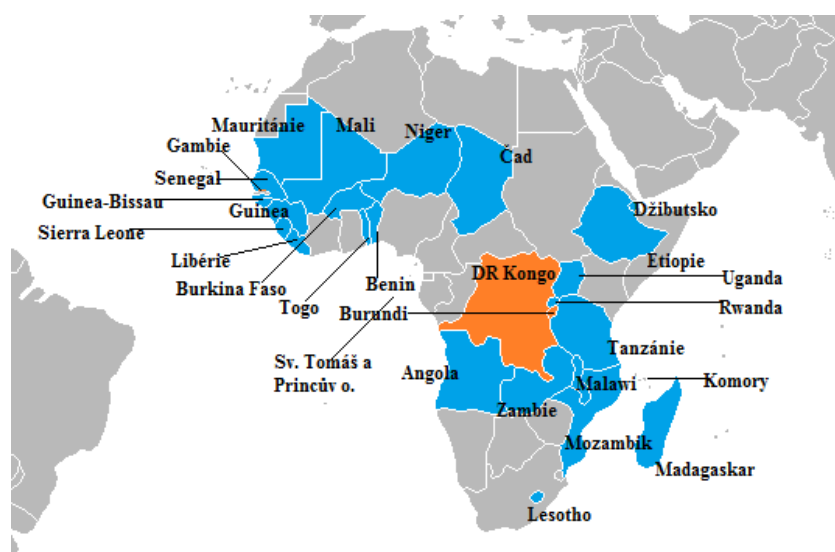 Mauritánie
Mali
Niger
Čad
Gambie
Senegal
Guinea-Bissau
Guinea
Džibutsko
Sierra Leone
Libérie
Etiopie
Burkina Faso
Benin
DR Kongo
Uganda
Togo
Burundi
Rwanda
Tanzánie
Sv. Tomáš a
Princův o.
Angola
Malawi
Komory
Zambie
Mozambik
Madagaskar
Lesotho